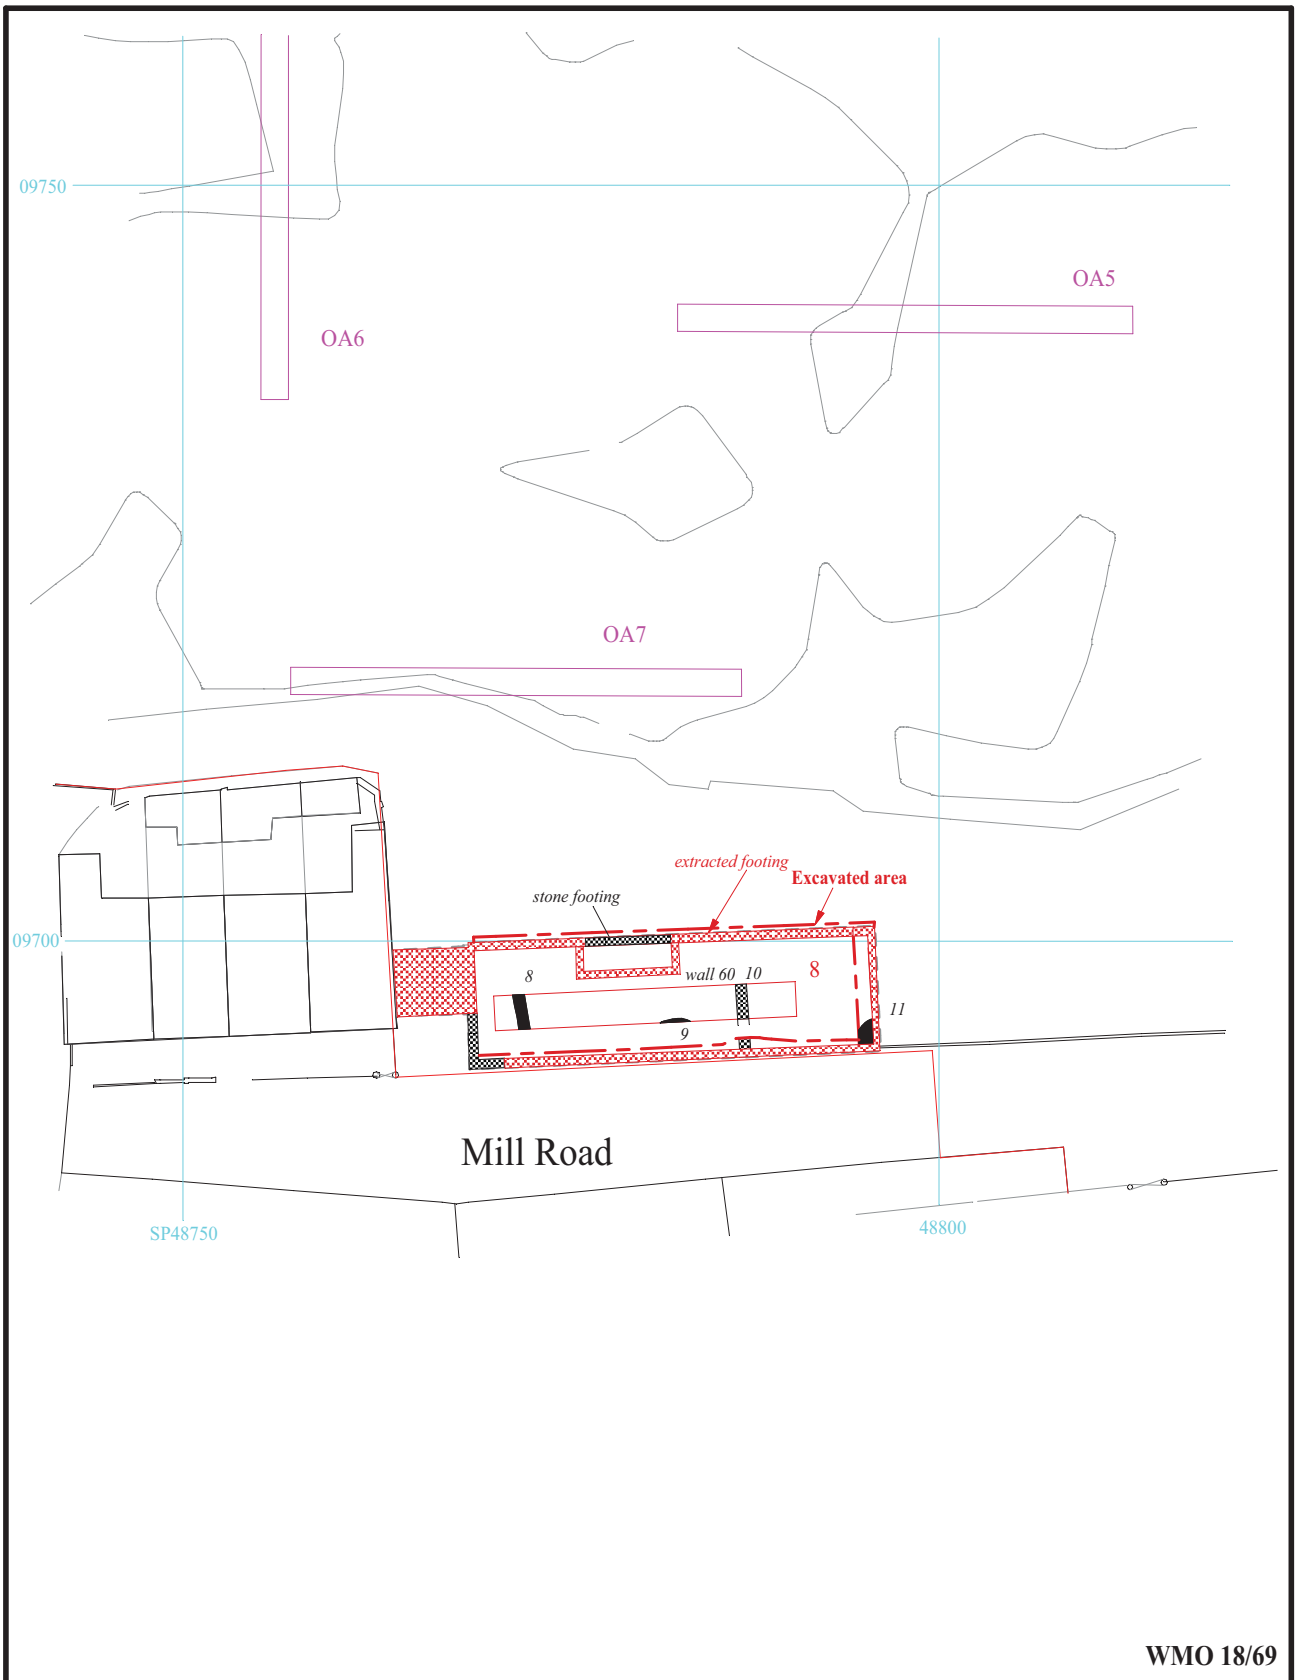 09750
OA5
OA6
OA7
extracted footing
Excavated area
stone footing
09700
8
wall 60
10
8
11
9
Mill Road
SP48750
48800
WMO 18/69